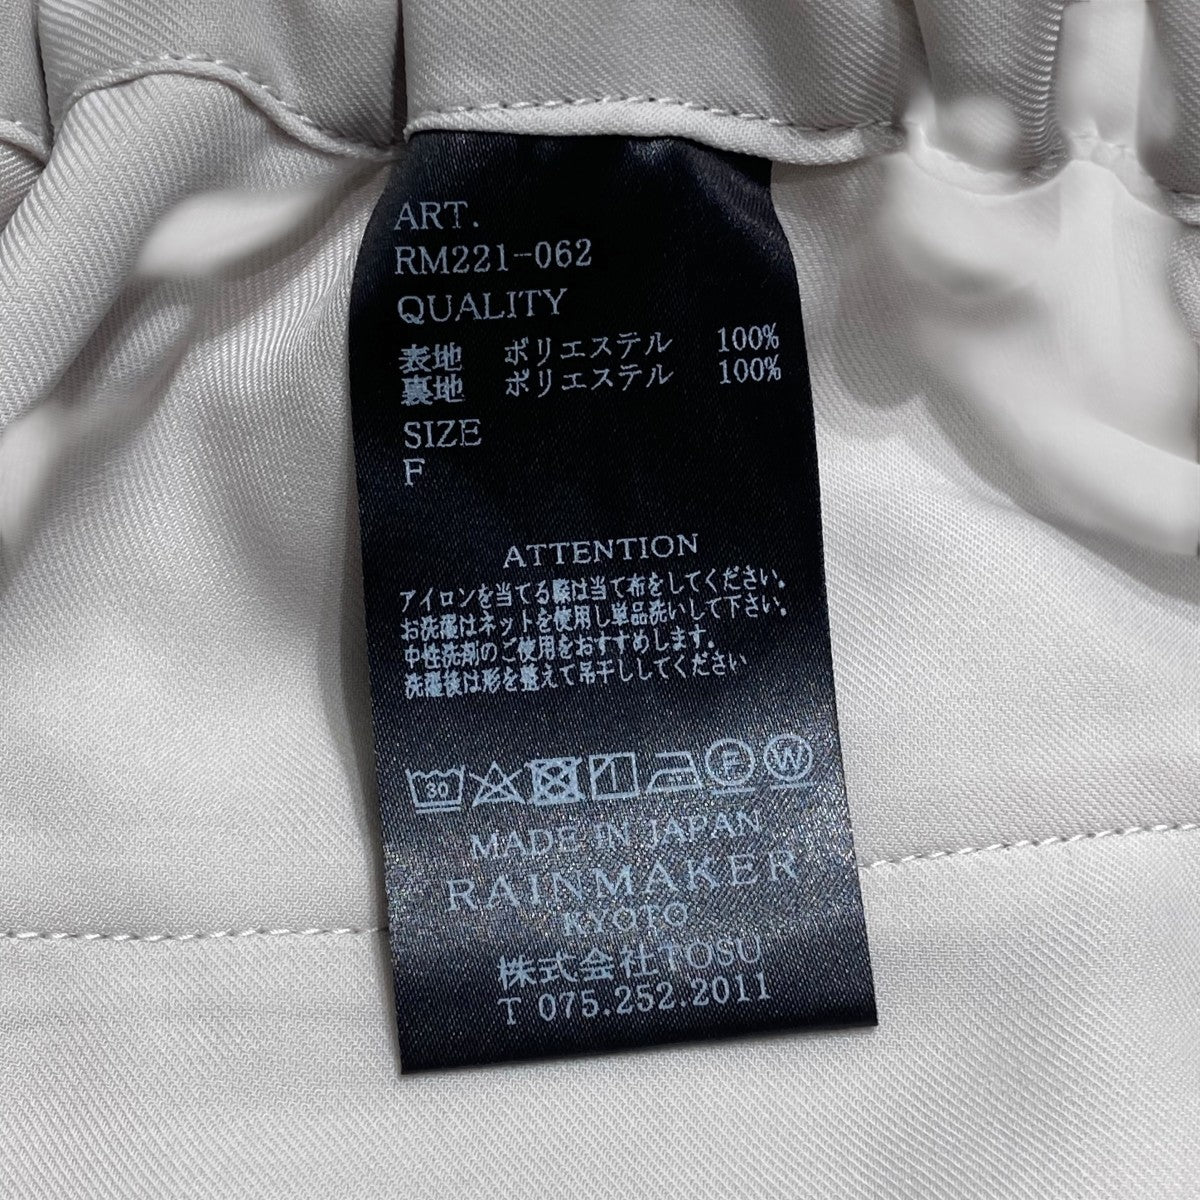 ART.
RM221-062
QUALITY
表地 ポリエステル 100%
裏地 ポリエステル 100%
SIZE
F
ATTENTION
アイロンを当てる際は当て布をしてください。
お洗濯はネットを使用し単品洗いして下さい。
中性洗剤のご使用をおすすめします。
洗濯後は形を整えて吊干ししてください
30 F W
MADE IN JAPAN
RAINMAKER
KYOTO
株式会社TOSU
T 075.252.2011